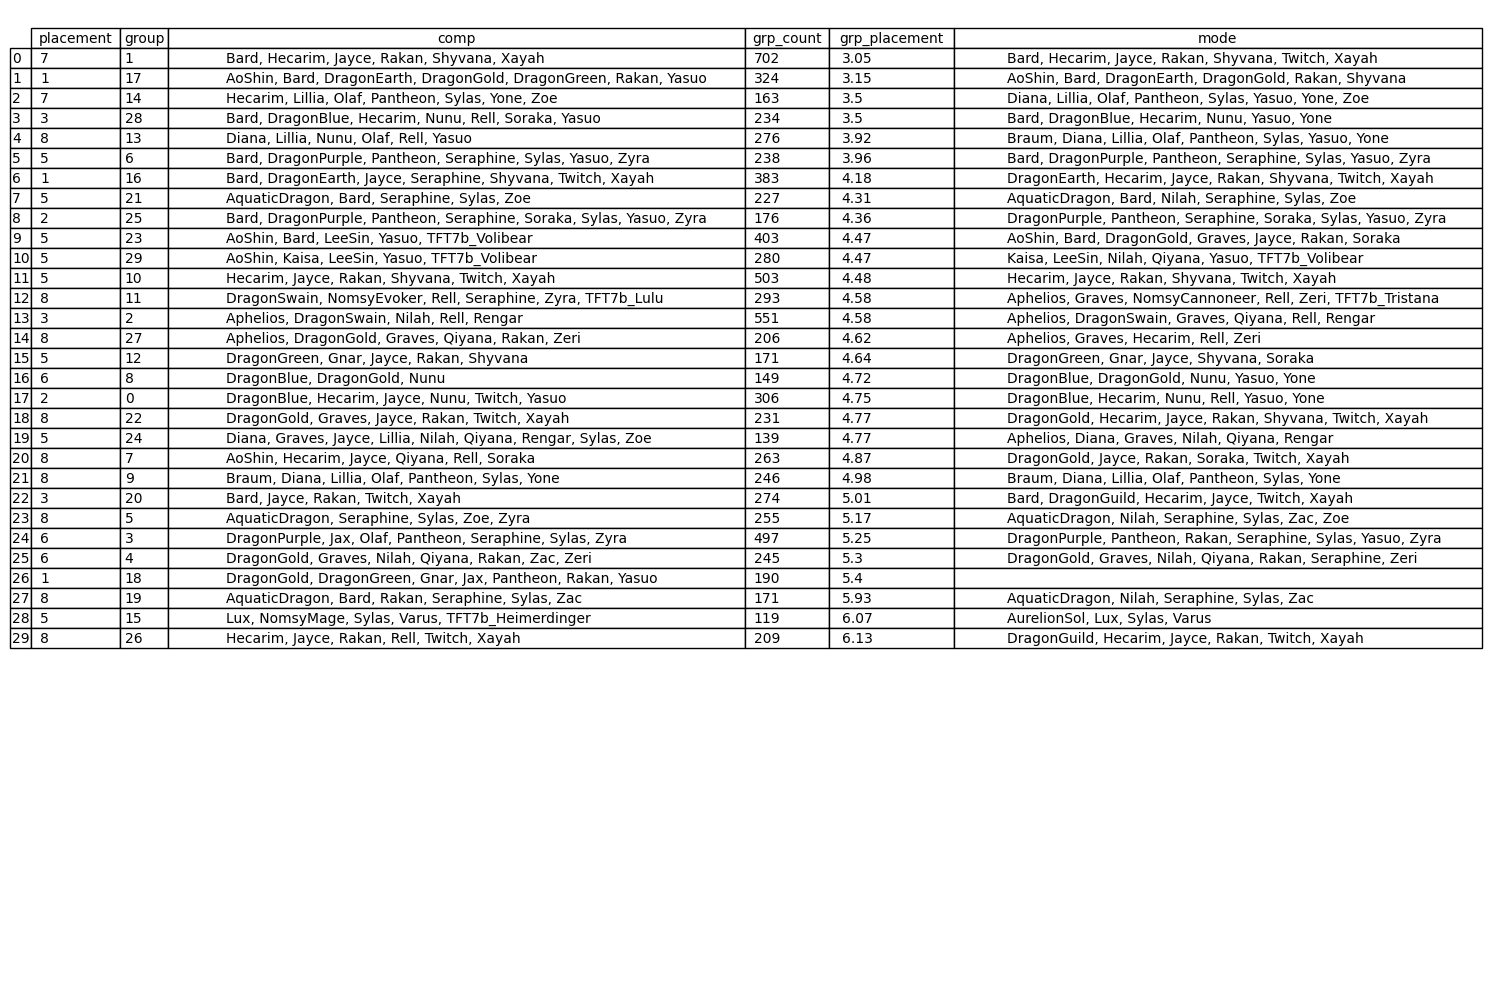 placement group comp grp_count grp_placement mode
0 7 1 Bard, Hecarim, Jayce, Rakan, Shyvana, Xayah 702 3.05 Bard, Hecarim, Jayce, Rakan, Shyvana, Twitch, Xayah
1 1 17 AoShin, Bard, DragonEarth, DragonGold, DragonGreen, Rakan, Yasuo 324 3.15 AoShin, Bard, DragonEarth, DragonGold, Rakan, Shyvana
2 7 14 Hecarim, Lillia, Olaf, Pantheon, Sylas, Yone, Zoe 163 3.5 Diana, Lillia, Olaf, Pantheon, Sylas, Yasuo, Yone, Zoe
3 3 28 Bard, DragonBlue, Hecarim, Nunu, Rell, Soraka, Yasuo 234 3.5 Bard, DragonBlue, Hecarim, Nunu, Yasuo, Yone
4 8 13 Diana, Lillia, Nunu, Olaf, Rell, Yasuo 276 3.92 Braum, Diana, Lillia, Olaf, Pantheon, Sylas, Yasuo, Yone
5 5 6 Bard, DragonPurple, Pantheon, Seraphine, Sylas, Yasuo, Zyra 238 3.96 Bard, DragonPurple, Pantheon, Seraphine, Sylas, Yasuo, Zyra
6 1 16 Bard, DragonEarth, Jayce, Seraphine, Shyvana, Twitch, Xayah 383 4.18 DragonEarth, Hecarim, Jayce, Rakan, Shyvana, Twitch, Xayah
7 5 21 AquaticDragon, Bard, Seraphine, Sylas, Zoe 227 4.31 AquaticDragon, Bard, Nilah, Seraphine, Sylas, Zoe
8 2 25 Bard, DragonPurple, Pantheon, Seraphine, Soraka, Sylas, Yasuo, Zyra 176 4.36 DragonPurple, Pantheon, Seraphine, Soraka, Sylas, Yasuo, Zyra
9 5 23 AoShin, Bard, LeeSin, Yasuo, TFT7b_Volibear 403 4.47 AoShin, Bard, DragonGold, Graves, Jayce, Rakan, Soraka
10 5 29 AoShin, Kaisa, LeeSin, Yasuo, TFT7b_Volibear 280 4.47 Kaisa, LeeSin, Nilah, Qiyana, Yasuo, TFT7b_Volibear
11 5 10 Hecarim, Jayce, Rakan, Shyvana, Twitch, Xayah 503 4.48 Hecarim, Jayce, Rakan, Shyvana, Twitch, Xayah
12 8 11 DragonSwain, NomsyEvoker, Rell, Seraphine, Zyra, TFT7b_Lulu 293 4.58 Aphelios, Graves, NomsyCannoneer, Rell, Zeri, TFT7b_Tristana
13 3 2 Aphelios, DragonSwain, Nilah, Rell, Rengar 551 4.58 Aphelios, DragonSwain, Graves, Qiyana, Rell, Rengar
14 8 27 Aphelios, DragonGold, Graves, Qiyana, Rakan, Zeri 206 4.62 Aphelios, Graves, Hecarim, Rell, Zeri
15 5 12 DragonGreen, Gnar, Jayce, Rakan, Shyvana 171 4.64 DragonGreen, Gnar, Jayce, Shyvana, Soraka
16 6 8 DragonBlue, DragonGold, Nunu 149 4.72 DragonBlue, DragonGold, Nunu, Yasuo, Yone
17 2 0 DragonBlue, Hecarim, Jayce, Nunu, Twitch, Yasuo 306 4.75 DragonBlue, Hecarim, Nunu, Rell, Yasuo, Yone
18 8 22 DragonGold, Graves, Jayce, Rakan, Twitch, Xayah 231 4.77 DragonGold, Hecarim, Jayce, Rakan, Shyvana, Twitch, Xayah
19 5 24 Diana, Graves, Jayce, Lillia, Nilah, Qiyana, Rengar, Sylas, Zoe 139 4.77 Aphelios, Diana, Graves, Nilah, Qiyana, Rengar
20 8 7 AoShin, Hecarim, Jayce, Qiyana, Rell, Soraka 263 4.87 DragonGold, Jayce, Rakan, Soraka, Twitch, Xayah
21 8 9 Braum, Diana, Lillia, Olaf, Pantheon, Sylas, Yone 246 4.98 Braum, Diana, Lillia, Olaf, Pantheon, Sylas, Yone
22 3 20 Bard, Jayce, Rakan, Twitch, Xayah 274 5.01 Bard, DragonGuild, Hecarim, Jayce, Twitch, Xayah
23 8 5 AquaticDragon, Seraphine, Sylas, Zoe, Zyra 255 5.17 AquaticDragon, Nilah, Seraphine, Sylas, Zac, Zoe
24 6 3 DragonPurple, Jax, Olaf, Pantheon, Seraphine, Sylas, Zyra 497 5.25 DragonPurple, Pantheon, Rakan, Seraphine, Sylas, Yasuo, Zyra
25 6 4 DragonGold, Graves, Nilah, Qiyana, Rakan, Zac, Zeri 245 5.3 DragonGold, Graves, Nilah, Qiyana, Rakan, Seraphine, Zeri
26 1 18 DragonGold, DragonGreen, Gnar, Jax, Pantheon, Rakan, Yasuo 190 5.4
27 8 19 AquaticDragon, Bard, Rakan, Seraphine, Sylas, Zac 171 5.93 AquaticDragon, Nilah, Seraphine, Sylas, Zac
28 5 15 Lux, NomsyMage, Sylas, Varus, TFT7b_Heimerdinger 119 6.07 AurelionSol, Lux, Sylas, Varus
29 8 26 Hecarim, Jayce, Rakan, Rell, Twitch, Xayah 209 6.13 DragonGuild, Hecarim, Jayce, Rakan, Twitch, Xayah